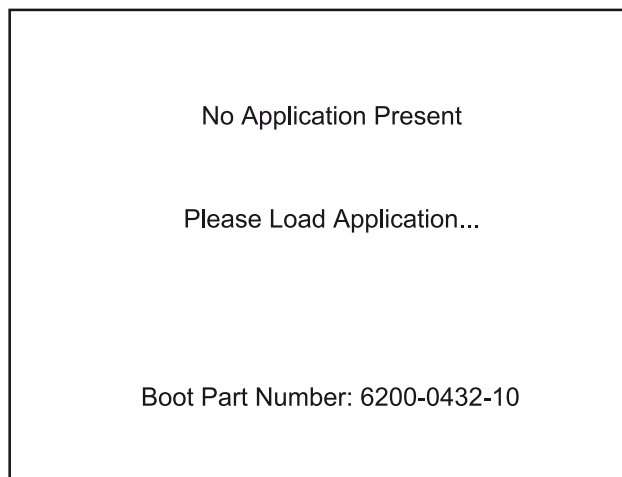 No Application Present
Please Load Application...
Boot Part Number: 6200-0432-10